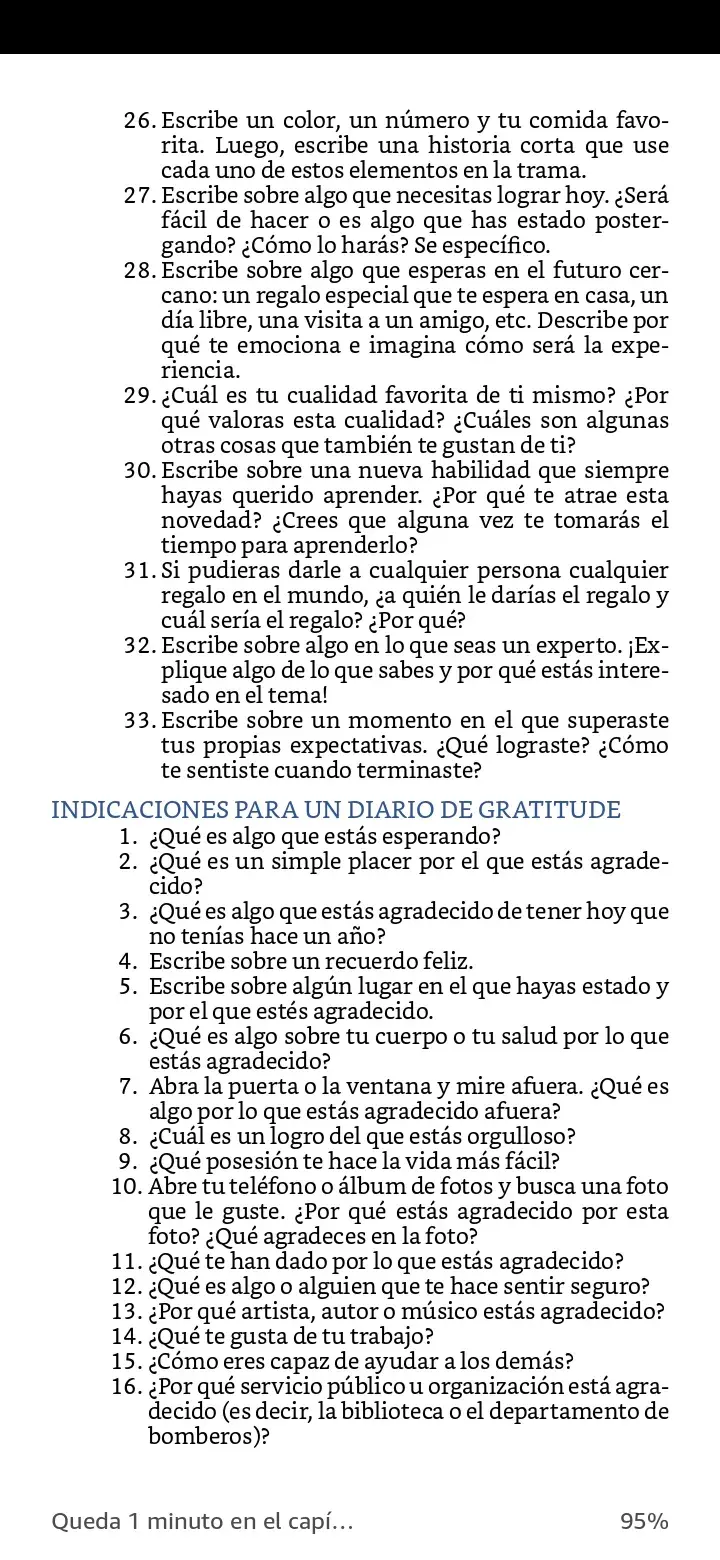 26. Escribe un color, un número y tu comida favo-
rita. Luego, escribe una historia corta que use
cada uno de estos elementos en la trama.
27. Escribe sobre algo que necesitas lograr hoy. ¿Será
fácil de hacer o es algo que has estado poster-
gando? ¿Cómo lo harás? Se específico.
28. Escribe sobre algo que esperas en el futuro cer-
cano: un regalo especial que te espera en casa, un
día libre, una visita a un amigo, etc. Describe por
qué te emociona e imagina cómo será la expe-
riencia.
29. ¿Cuál es tu cualidad favorita de ti mismo? ¿Por
qué valoras esta cualidad? ¿Cuáles son algunas
otras cosas que también te gustan de ti?
30. Escribe sobre una nueva habilidad que siempre
hayas querido aprender. ¿Por qué te atrae esta
novedad? ¿Crees que alguna vez te tomarás el
tiempo para aprenderlo?
31. Si pudieras darle a cualquier persona cualquier
regalo en el mundo, ¿a quién le darías el regalo y
cuál sería el regalo? ¿Por qué?
32. Escribe sobre algo en lo que seas un experto. ¡Ex-
plique algo de lo que sabes y por qué estás intere-
sado en el tema!
33. Escribe sobre un momento en el que superaste
tus propias expectativas. ¿Qué lograste? ¿Cómo
te sentiste cuando terminaste?
INDICACIONES PARA UN DIARIO DE GRATITUDE
1. ¿Qué es algo que estás esperando?
2. ¿Qué es un simple placer por el que estás agrade-
cido?
3. ¿Qué es algo que estás agradecido de tener hoy que
no tenías hace un año?
4. Escribe sobre un recuerdo feliz.
5. Escribe sobre algún lugar en el que hayas estado y
por el que estés agradecido.
6. ¿Qué es algo sobre tu cuerpo o tu salud por lo que
estás agradecido?
7. Abra la puerta o la ventana y mire afuera. ¿Qué es
algo por lo que estás agradecido afuera?
8. ¿Cuál es un logro del que estás orgulloso?
9. ¿Qué posesión te hace la vida más fácil?
10. Abre tu teléfono o álbum de fotos y busca una foto
que le guste. ¿Por qué estás agradecido por esta
foto? ¿Qué agradeces en la foto?
11. ¿Qué te han dado por lo que estás agradecido?
12. ¿Qué es algo o alguien que te hace sentir seguro?
13. ¿Por qué artista, autor o músico estás agradecido?
14. ¿Qué te gusta de tu trabajo?
15. ¿Cómo eres capaz de ayudar a los demás?
16. ¿Por qué servicio público u organización está agra-
decido (es decir, la biblioteca o el departamento de
bomberos)?
Queda 1 minuto en el capí... 95%